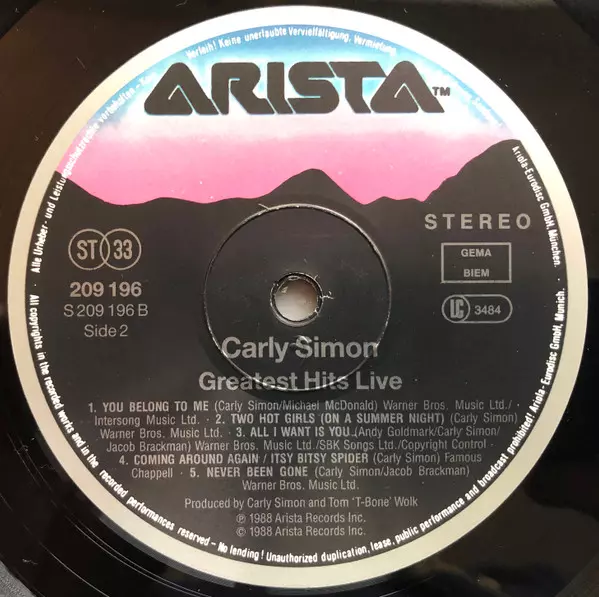 ARISTA™
Alle Urheber- und Leistungsschutzrechte vorbehalten - Kein Verleih! Keine unerlaubte Vervielfältigung, Vermietung,
Ariola-Eurodisc GmbH, München.
STEREO
ST 33
GEMA
BIEM
209 196
S 209 196 B
Side 2
LC 3484
Carly Simon
Greatest Hits Live
1. YOU BELONG TO ME (Carly Simon/Michael McDonald) Warner Bros. Music Ltd./
Intersong Music Ltd. · 2. TWO HOT GIRLS (ON A SUMMER NIGHT) (Carly Simon)
Warner Bros. Music Ltd. · 3. ALL I WANT IS YOU (Andy Goldmark/Carly Simon/
Jacob Brackman) Warner Bros. Music Ltd./SBK Songs Ltd./Copyright Control ·
4. COMING AROUND AGAIN / ITSY BITSY SPIDER (Carly Simon) Famous
Chappell · 5. NEVER BEEN GONE (Carly Simon/Jacob Brackman)
Warner Bros. Music Ltd.
Produced by Carly Simon and Tom 'T-Bone' Wolk
℗ 1988 Arista Records Inc.
© 1988 Arista Records Inc.
All copyrights in the recorded works and in the recorded performances reserved - No lending! Unauthorized duplication, lease, public performance and broadcast prohibited! Ariola-Eurodisc GmbH, Munich.